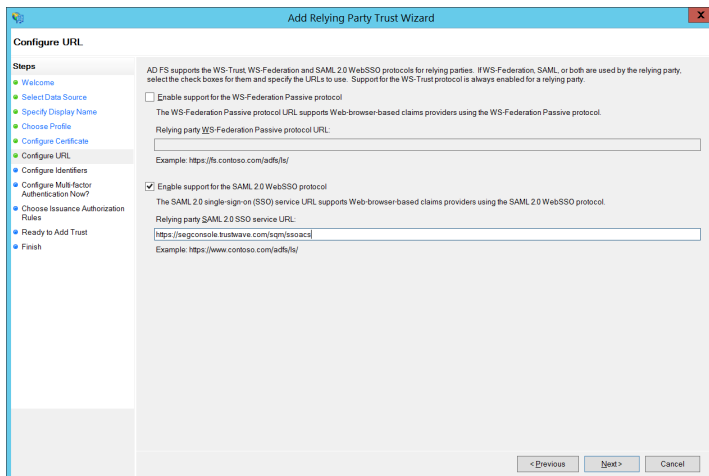 Add Relying Party Trust Wizard
X
Configure URL
Steps
Welcome
Select Data Source
Specify Display Name
Choose Profile
Configure Certificate
Configure URL
Configure Identifiers
Configure Multi-factor
Authentication Now?
Choose Issuance Authorization
Rules
Ready to Add Trust
Finish
AD FS supports the WS-Trust, WS-Federation and SAML 2.0 WebSSO protocols for relying parties. If WS-Federation, SAML, or both are used by the relying party,
select the check boxes for them and specify the URLs to use. Support for the WS-Trust protocol is always enabled for a relying party.
Enable support for the WS-Federation Passive protocol
The WS-Federation Passive protocol URL supports Web-browser-based claims providers using the WS-Federation Passive protocol.
Relying party WS-Federation Passive protocol URL:
Example: https://fs.contoso.com/adfs/ls/
Enable support for the SAML 2.0 WebSSO protocol
The SAML 2.0 single-sign-on (SSO) service URL supports Web-browser-based claims providers using the SAML 2.0 WebSSO protocol.
Relying party SAML 2.0 SSO service URL:
https://segconsole.trustwave.com/sqm/ssoacs
Example: https://www.contoso.com/adfs/ls/
< Previous
Next >
Cancel